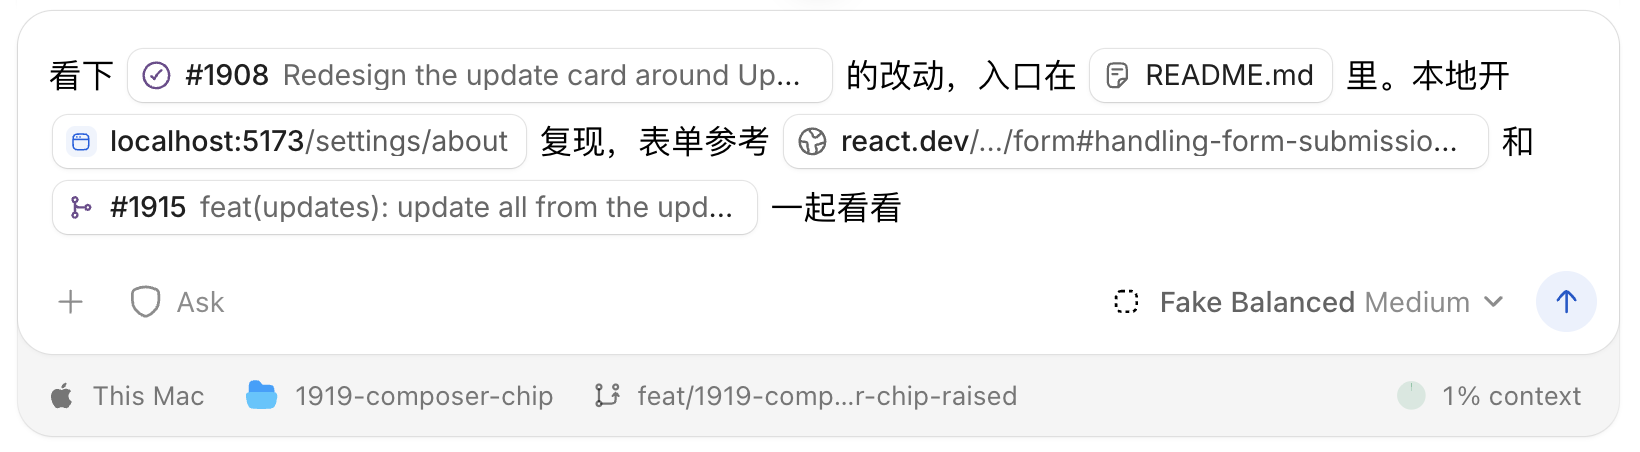 看下 #1908 Redesign the update card around Up... 的改动，入口在 README.md 里。本地开
localhost:5173/settings/about 复现，表单参考 react.dev/.../form#handling-form-submissio... 和
#1915 feat(updates): update all from the upd... 一起看看
Ask Fake Balanced Medium
This Mac 1919-composer-chip feat/1919-comp...r-chip-raised 1% context